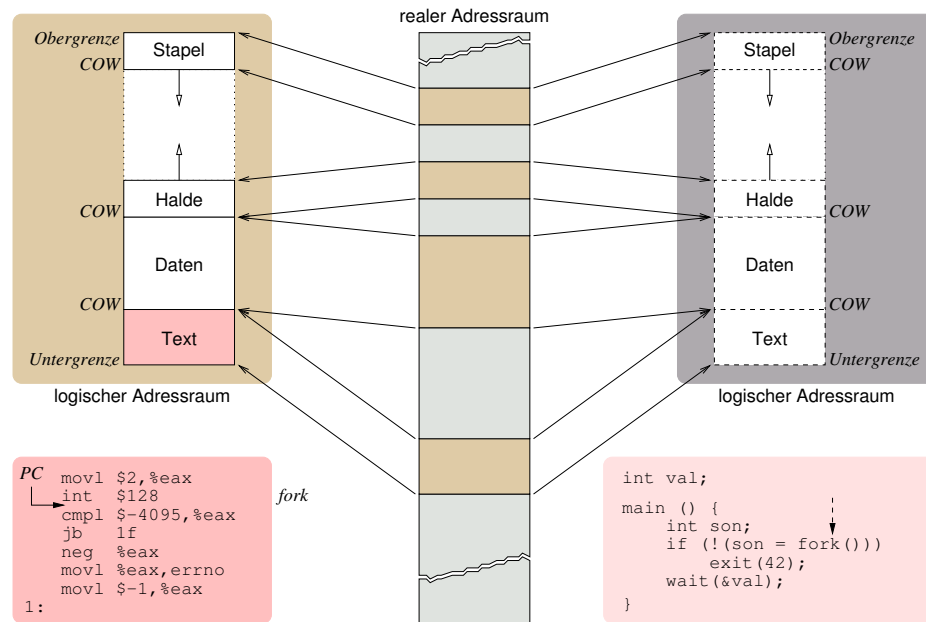 realer Adressraum
Obergrenze
Stapel
COW
Halde
COW
Daten
COW
Text
Untergrenze
logischer Adressraum
Obergrenze
Stapel
COW
Halde
COW
Daten
COW
Text
Untergrenze
logischer Adressraum
PC
movl $2,%eax
int $128
cmpl $-4095,%eax
jb 1f
neg %eax
movl %eax,errno
movl $-1,%eax
1:
fork
int val;
main () {
int son;
if (!(son = fork()))
exit(42);
wait(&val);
}